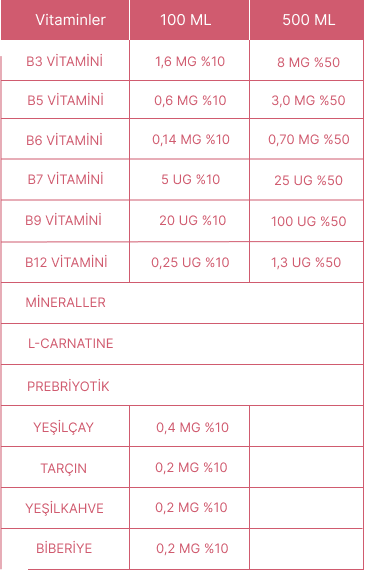 Vitaminler 100 ML 500 ML
B3 VİTAMİNİ 1,6 MG %10 8 MG %50
B5 VİTAMİNİ 0,6 MG %10 3,0 MG %50
B6 VİTAMİNİ 0,14 MG %10 0,70 MG %50
B7 VİTAMİNİ 5 UG %10 25 UG %50
B9 VİTAMİNİ 20 UG %10 100 UG %50
B12 VİTAMİNİ 0,25 UG %10 1,3 UG %50
MİNERALLER
L-CARNATINE
PREBRİYOTİK
YEŞİLÇAY 0,4 MG %10
TARÇIN 0,2 MG %10
YEŞİLKAHVE 0,2 MG %10
BİBERİYE 0,2 MG %10